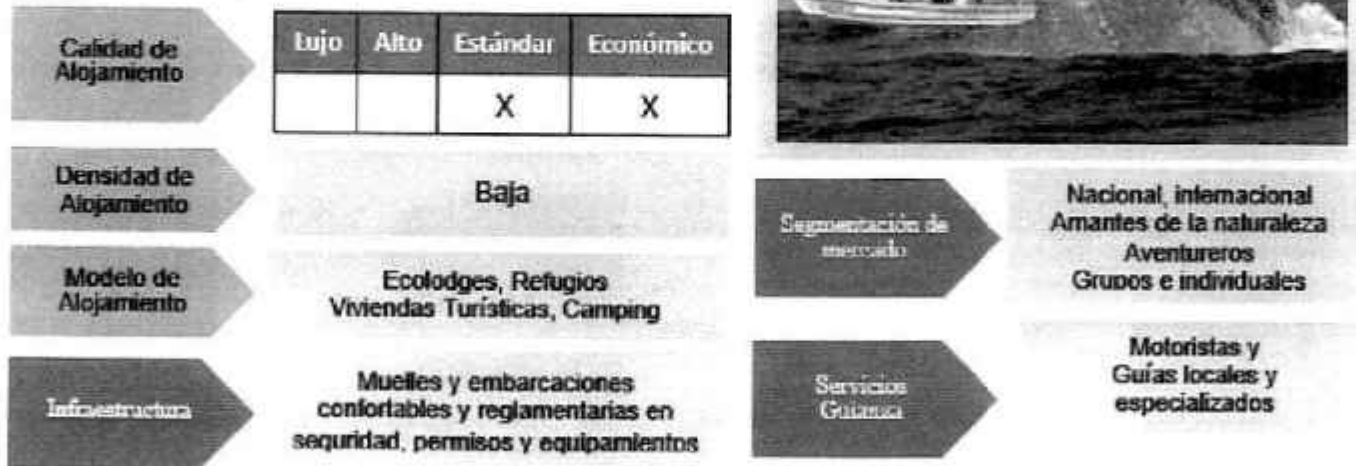 Calidad de
Alojamiento
Lujo Alto Estándar Económico
X X
Densidad de
Alojamiento
Baja
Modelo de
Alojamiento
Ecolodges, Refugios
Viviendas Turísticas, Camping
Infraestructura
Muelles y embarcaciones
confortables y reglamentarias en
seguridad, permisos y equipamientos
Segmentación de
mercado
Nacional, internacional
Amantes de la naturaleza
Aventureros
Grupos e individuales
Servicios
Guianza
Motoristas y
Guías locales y
especializados